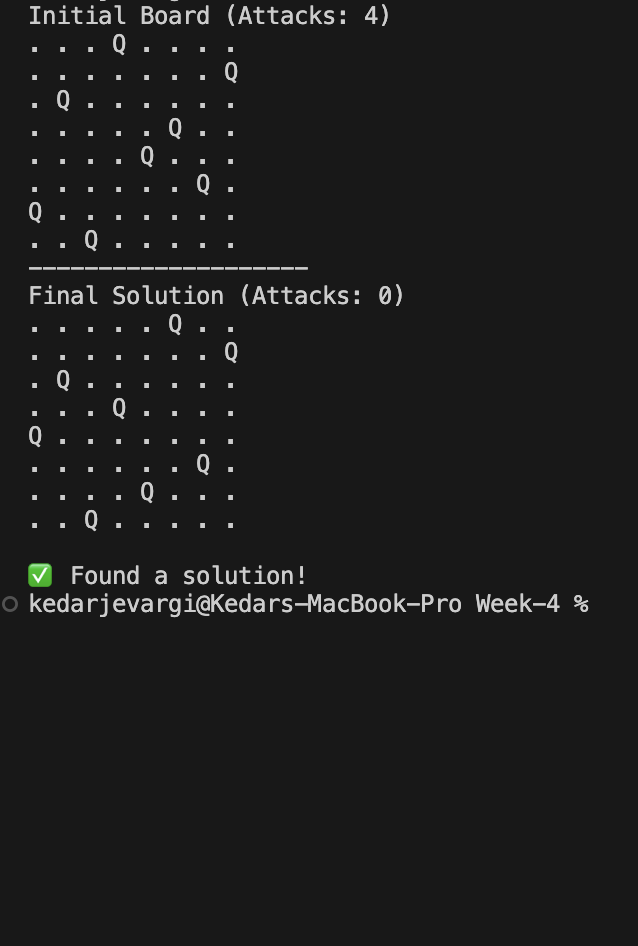 Initial Board (Attacks: 4)
. . . Q . . . .
. . . . . . . Q
. Q . . . . . .
. . . . . Q . .
. . . . Q . . .
. . . . . . Q .
Q . . . . . . .
. . Q . . . . .
--------------------
Final Solution (Attacks: 0)
. . . . . Q . .
. . . . . . . Q
. Q . . . . . .
. . . Q . . . .
Q . . . . . . .
. . . . . . Q .
. . . . Q . . .
. . Q . . . . .
✅ Found a solution!
kedarjevargi@Kedars-MacBook-Pro Week-4 %